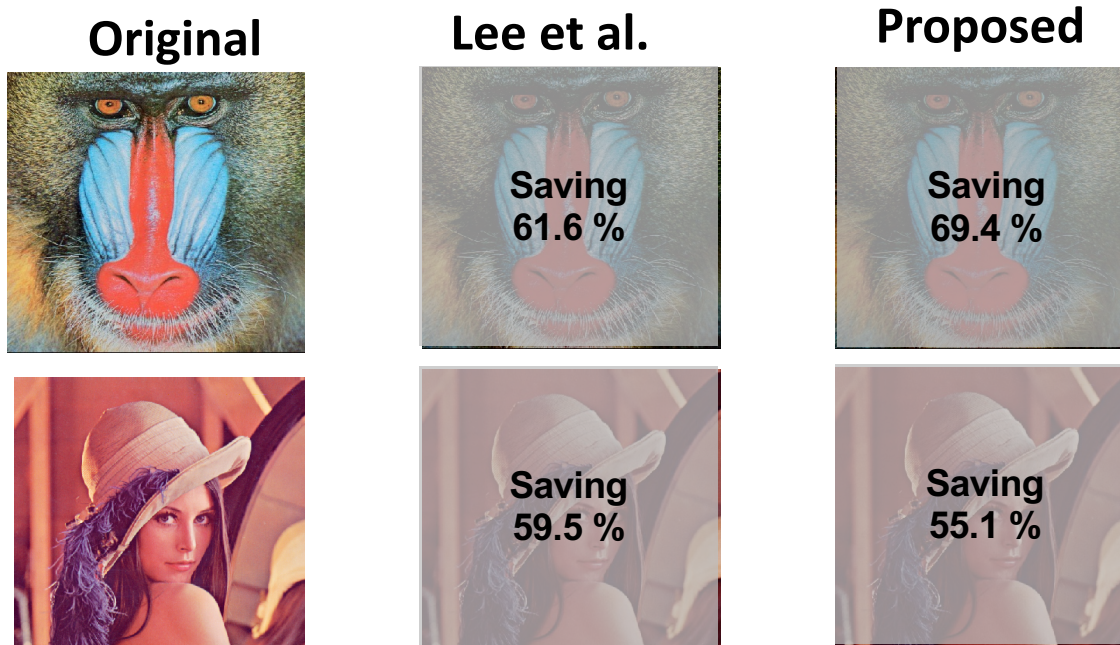 Original
Lee et al.
Proposed
Saving
61.6 %
Saving
69.4 %
Saving
59.5 %
Saving
55.1 %